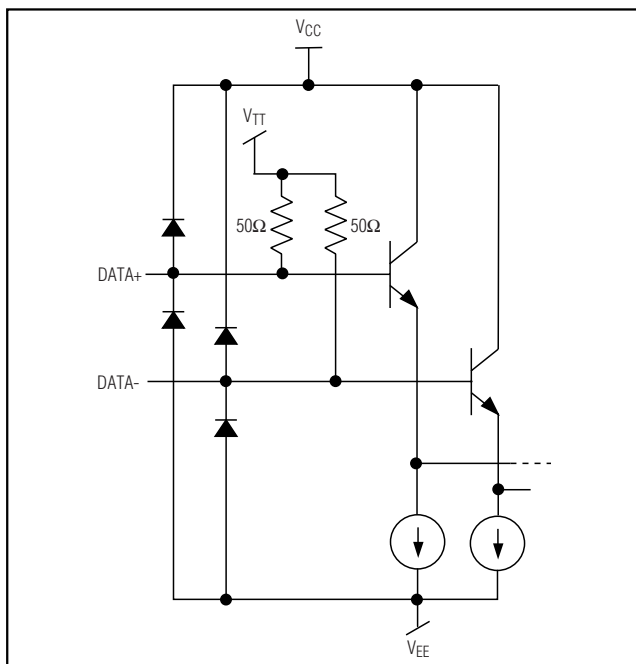 VCC
VTT
50Ω 50Ω
DATA+
DATA-
VEE